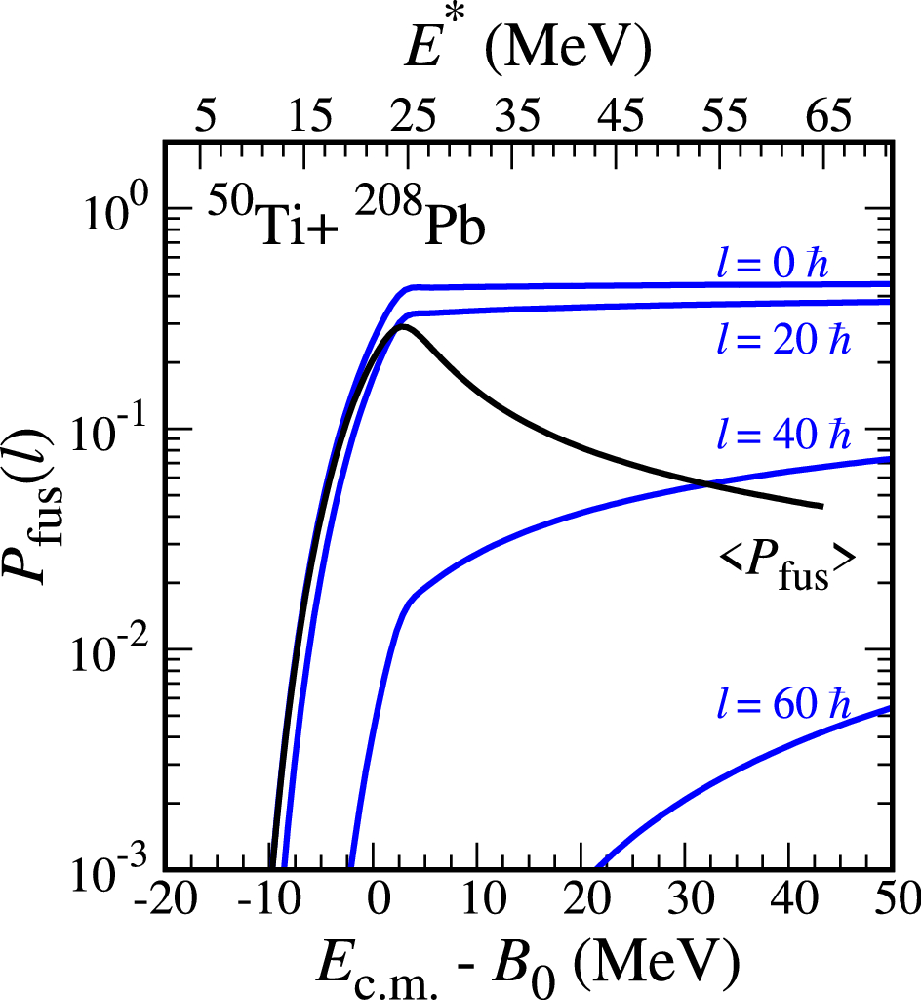 E* (MeV)
5 15 25 35 45 55 65
⁵⁰Ti+ ²⁰⁸Pb
10⁰
l = 0 ħ
l = 20 ħ
10⁻¹
l = 40 ħ
P_fus(l)
<P_fus>
10⁻²
l = 60 ħ
10⁻³
-20 -10 0 10 20 30 40 50
E_c.m. - B₀ (MeV)